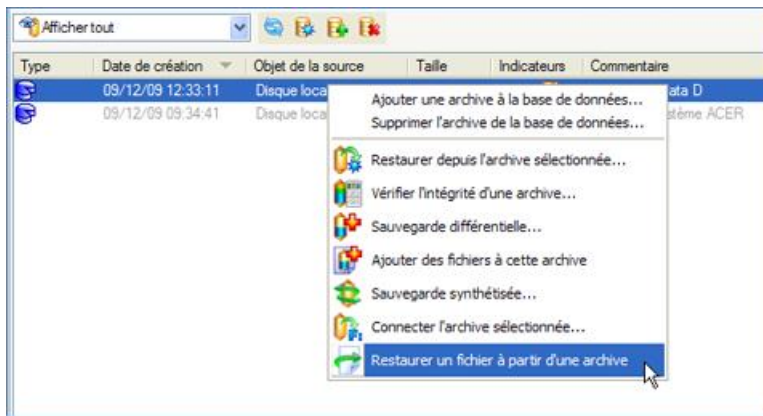 Afficher tout
Type Date de création Objet de la source Taille Indicateurs Commentaire
09/12/09 12:33:11 Disque loca ata D
09/12/09 09:34:41 Disque loca stème ACER
Ajouter une archive à la base de données...
Supprimer l'archive de la base de données...
Restaurer depuis l'archive sélectionnée...
Vérifier l'intégrité d'une archive...
Sauvegarde différentielle...
Ajouter des fichiers à cette archive
Sauvegarde synthétisée...
Connecter l'archive sélectionnée...
Restaurer un fichier à partir d'une archive